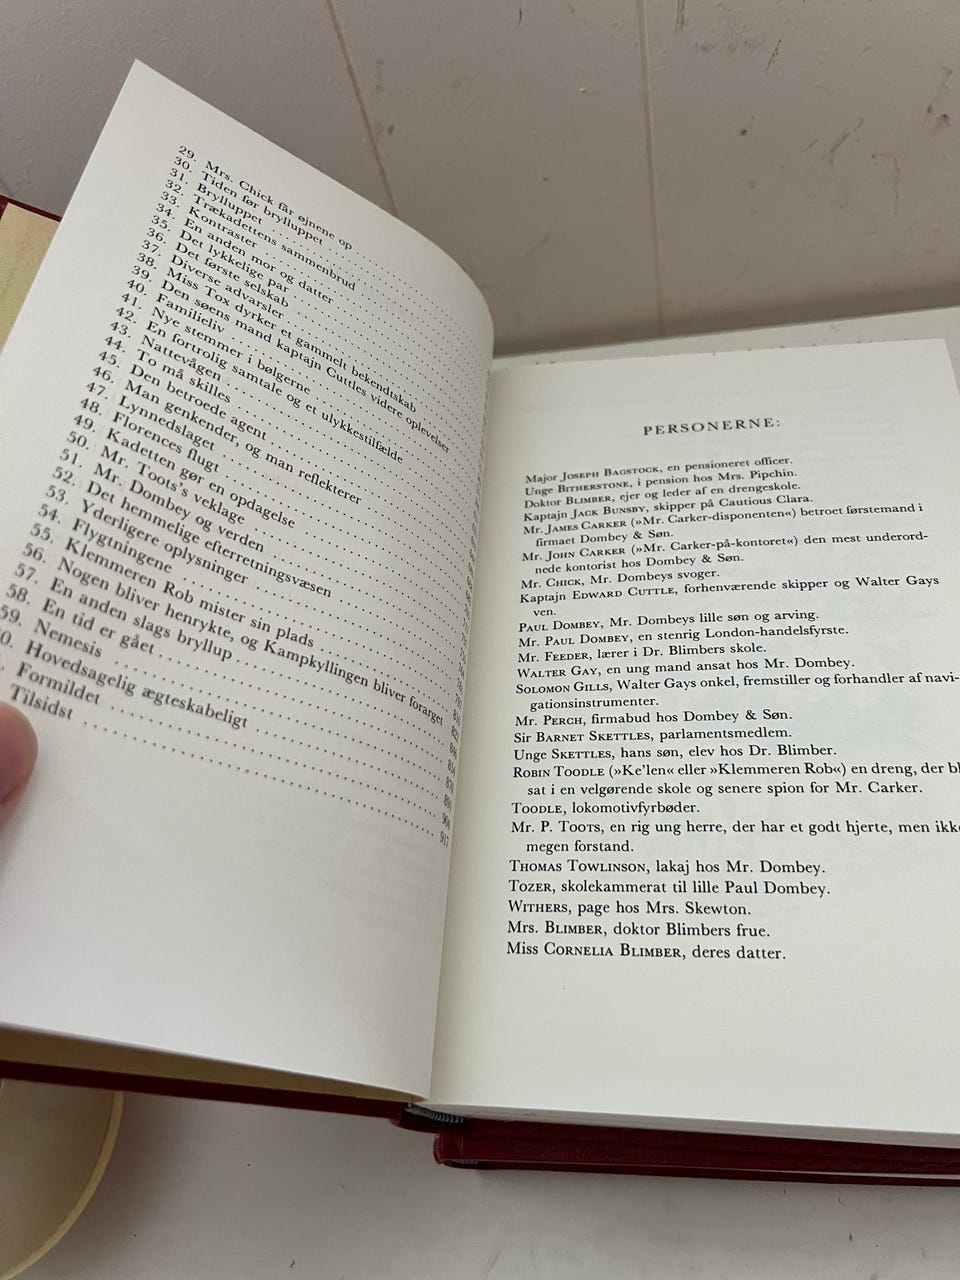 29. Mrs. Chick får øjnene op
30. Tiden før brylluppet
31. Brylluppet
32. Trækadettens sammenbrud
33. Kontraster
34. En anden mor og datter
35. Det lykkelige par
36. Det første selskab
37. Diverse advarsler
38. Miss Tox dyrker et gammelt bekendtskab
39. Den søens mand kaptajn Cuttles videre oplevelser
40. Familieliv
41. Nye stemmer i bølgerne
42. En fortrolig samtale og et ulykkestilfælde
43. Nattevågen
44. To må skilles
45. Den betroede agent
46. Man genkender, og man reflekterer
47. Lynnedslaget
48. Florences flugt
49. Kadetten gør en opdagelse
50. Mr. Toots's veklage
51. Mr. Dombey og verden
52. Det hemmelige efterretningsvæsen
53. Yderligere oplysninger
54. Flygtningene
55. Klemmeren Rob mister sin plads
56. Nogen bliver henrykte, og Kampkyllingen bliver forarget
57. En anden slags bryllup
58. En tid er gået
59. Nemesis
0. Hovedsagelig ægteskabeligt
Formildet
Tilsidst 917
PERSONERNE:
Major JOSEPH BAGSTOCK, en pensioneret officer.
Unge BITHERSTONE, i pension hos Mrs. Pipchin.
Doktor BLIMBER, ejer og leder af en drengeskole.
Kaptajn JACK BUNSBY, skipper på Cautious Clara.
Mr. JAMES CARKER (»Mr. Carker-disponenten«) betroet førstemand i
firmaet Dombey & Søn.
Mr. JOHN CARKER (»Mr. Carker-på-kontoret«) den mest underord-
nede kontorist hos Dombey & Søn.
Mr. CHICK, Mr. Dombeys svoger.
Kaptajn EDWARD CUTTLE, forhenværende skipper og Walter Gays
ven.
PAUL DOMBEY, Mr. Dombeys lille søn og arving.
Mr. PAUL DOMBEY, en stenrig London-handelsfyrste.
Mr. FEEDER, lærer i Dr. Blimbers skole.
WALTER GAY, en ung mand ansat hos Mr. Dombey.
SOLOMON GILLS, Walter Gays onkel, fremstiller og forhandler af navi-
gationsinstrumenter.
Mr. PERCH, firmabud hos Dombey & Søn.
Sir BARNET SKETTLES, parlamentsmedlem.
Unge SKETTLES, hans søn, elev hos Dr. Blimber.
ROBIN TOODLE (»Ke'len« eller »Klemmeren Rob«) en dreng, der bl
sat i en velgørende skole og senere spion for Mr. Carker.
TOODLE, lokomotivfyrbøder.
Mr. P. TOOTS, en rig ung herre, der har et godt hjerte, men ikk
megen forstand.
THOMAS TOWLINSON, lakaj hos Mr. Dombey.
TOZER, skolekammerat til lille Paul Dombey.
WITHERS, page hos Mrs. Skewton.
Mrs. BLIMBER, doktor Blimbers frue.
Miss CORNELIA BLIMBER, deres datter.